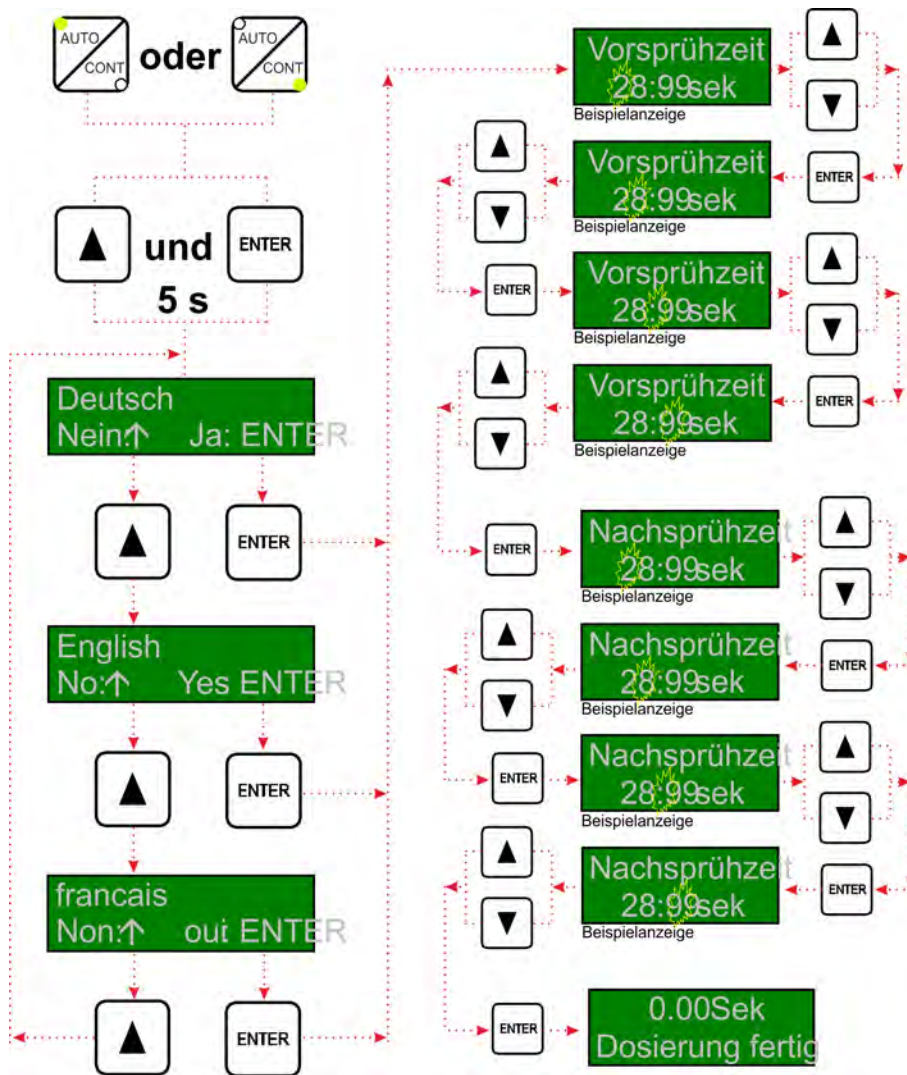 AUTO
CONT
oder
AUTO
CONT
und
ENTER
5 s
Deutsch
Nein:↑ Ja: ENTER
ENTER
English
No:↑ Yes ENTER
ENTER
francais
Non:↑ oui ENTER
ENTER
Vorsprühzeit
28:99sek
Beispielanzeige
Vorsprühzeit
28:99sek
Beispielanzeige
ENTER
ENTER
Vorsprühzeit
28:99sek
Beispielanzeige
Vorsprühzeit
28:99sek
Beispielanzeige
ENTER
ENTER
Nachsprühzeit
28:99sek
Beispielanzeige
Nachsprühzeit
28:99sek
Beispielanzeige
ENTER
ENTER
Nachsprühzeit
28:99sek
Beispielanzeige
Nachsprühzeit
28:99sek
Beispielanzeige
ENTER
ENTER
0.00Sek
Dosierung fertig